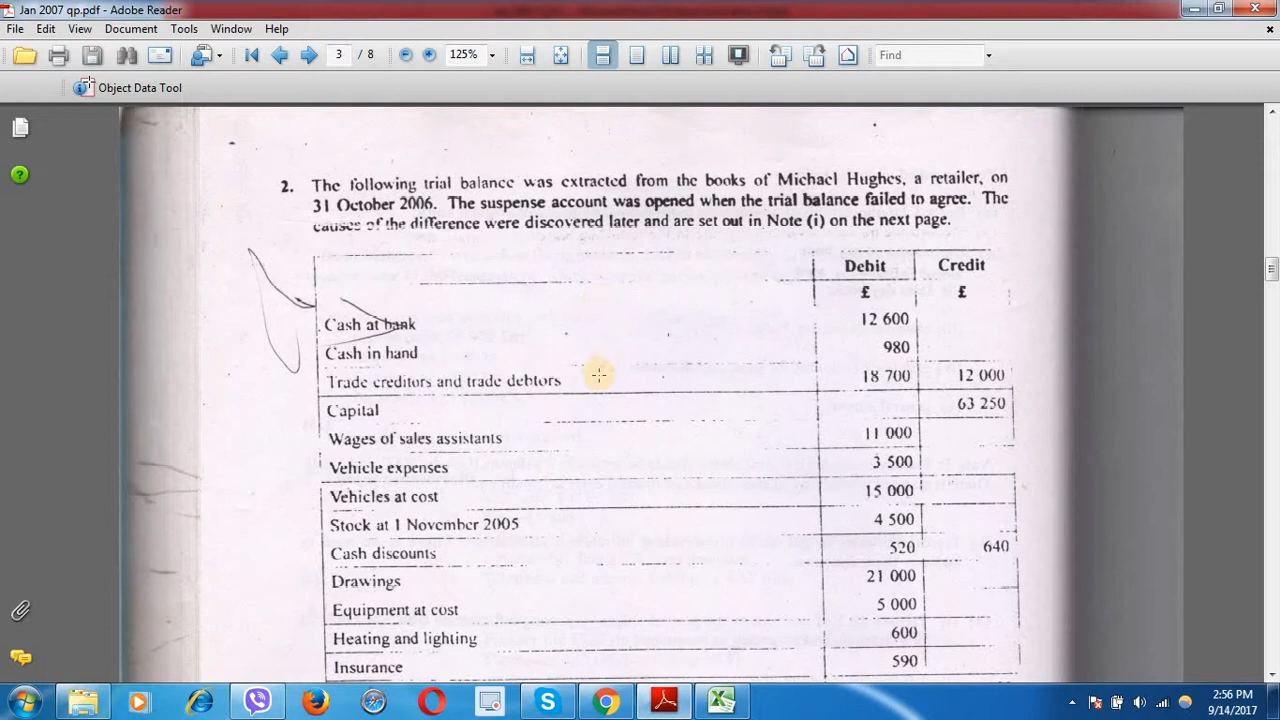 Jan 2007 qp.pdf - Adobe Reader
File Edit View Document Tools Window Help
3 / 8 125% Find
Object Data Tool
2. The following trial balance was extracted from the books of Michael Hughes, a retailer, on
31 October 2006. The suspense account was opened when the trial balance failed to agree. The
causes of the difference were discovered later and are set out in Note (i) on the next page.
Debit Credit
£ £
Cash at bank 12 600
Cash in hand 980
Trade creditors and trade debtors 18 700 12 000
Capital 63 250
Wages of sales assistants 11 000
Vehicle expenses 3 500
Vehicles at cost 15 000
Stock at 1 November 2005 4 500
Cash discounts 520 640
Drawings 21 000
Equipment at cost 5 000
Heating and lighting 600
Insurance 590
2:56 PM
9/14/2017